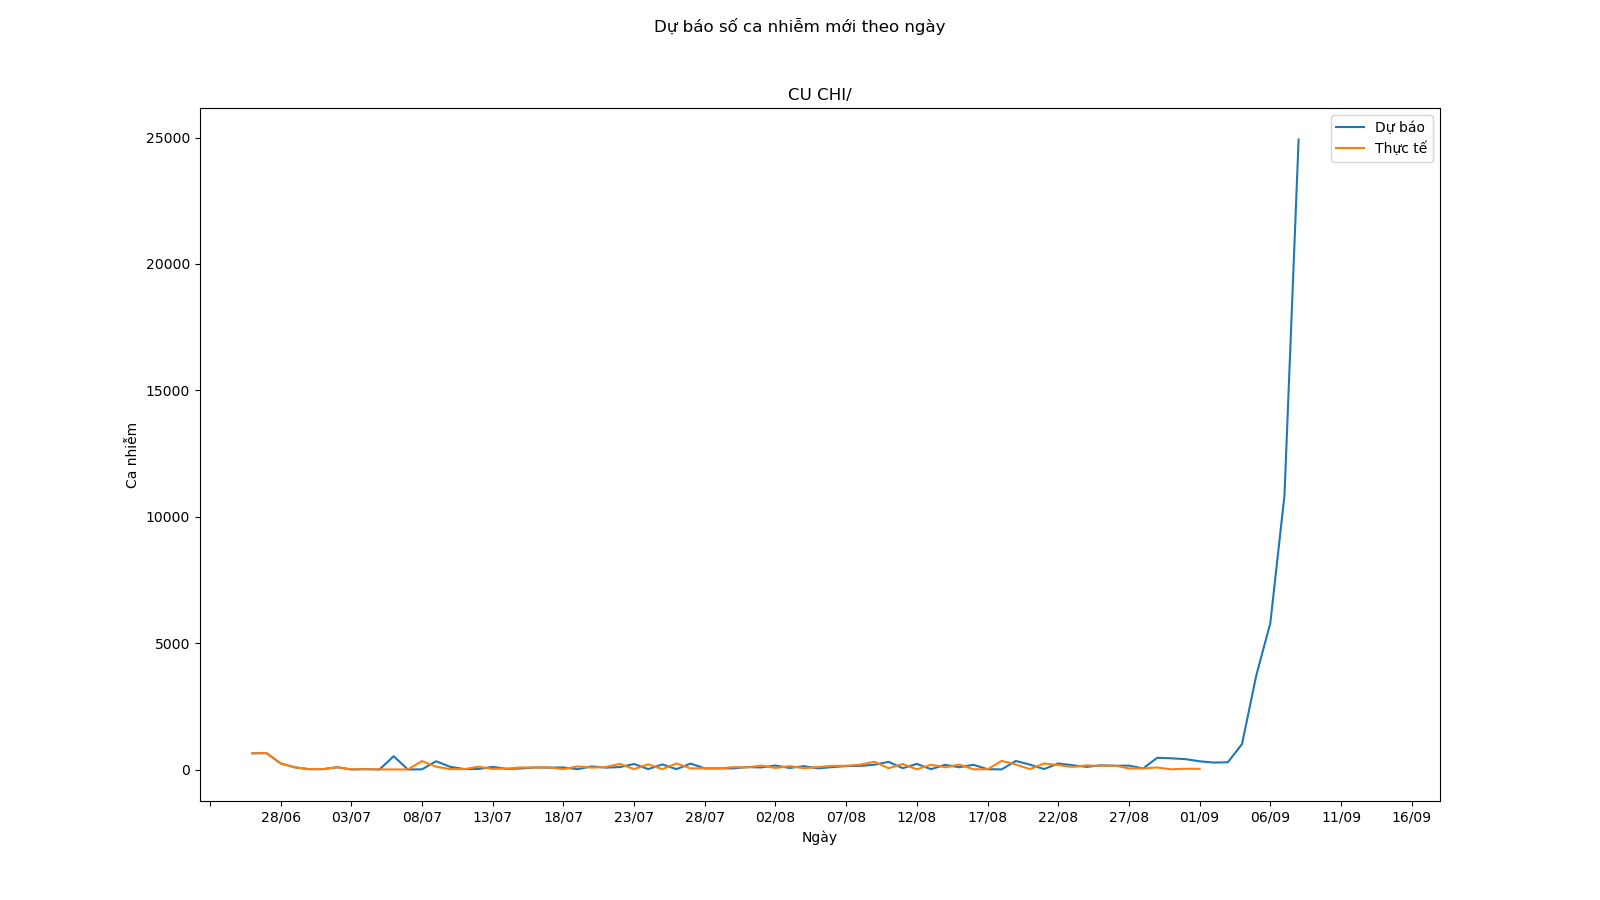 Dự báo số ca nhiễm mới theo ngày
CU CHI/
Dự báo
Thực tế
25000
20000
15000
10000
5000
0
Ca nhiễm
28/06 03/07 08/07 13/07 18/07 23/07 28/07 02/08 07/08 12/08 17/08 22/08 27/08 01/09 06/09 11/09 16/09
Ngày